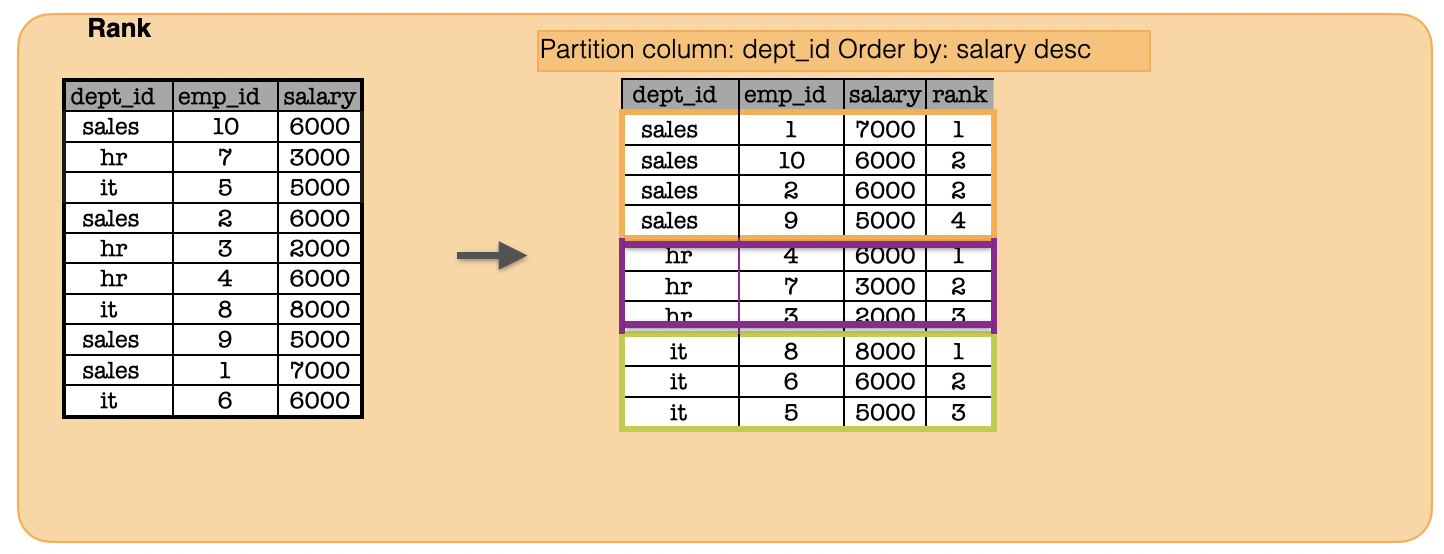 Rank
Partition column: dept_id Order by: salary desc
dept_id emp_id salary
sales 10 6000
hr 7 3000
it 5 5000
sales 2 6000
hr 3 2000
hr 4 6000
it 8 8000
sales 9 5000
sales 1 7000
it 6 6000
dept_id emp_id salary rank
sales 1 7000 1
sales 10 6000 2
sales 2 6000 2
sales 9 5000 4
hr 4 6000 1
hr 7 3000 2
hr 3 2000 3
it 8 8000 1
it 6 6000 2
it 5 5000 3